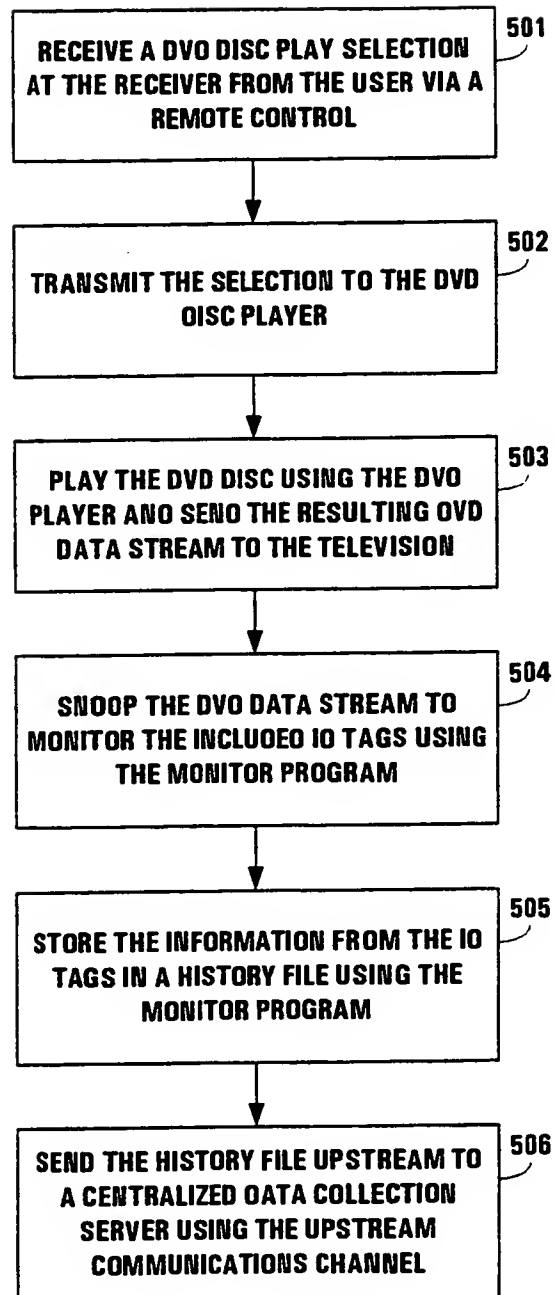 RECEIVE A DVO DISC PLAY SELECTION
AT THE RECEIVER FROM THE USER VIA A
REMOTE CONTROL
501
TRANSMIT THE SELECTION TO THE DVD
OISC PLAYER
502
PLAY THE DVD DISC USING THE DVO
PLAYER ANO SENO THE RESULTING OVD
DATA STREAM TO THE TELEVISION
503
SNOOP THE DVO DATA STREAM TO
MONITOR THE INCLUOEO IO TAGS USING
THE MONITOR PROGRAM
504
STORE THE INFORMATION FROM THE IO
TAGS IN A HISTORY FILE USING THE
MONITOR PROGRAM
505
SEND THE HISTORY FILE UPSTREAM TO
A CENTRALIZED OATA COLLECTION
SERVER USING THE UPSTREAM
COMMUNICATIONS CHANNEL
506